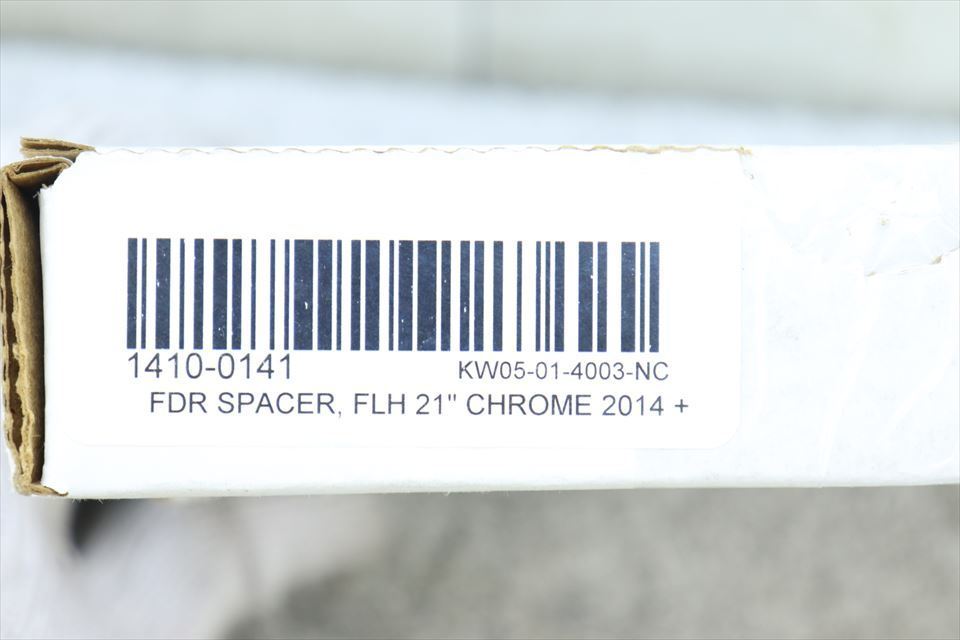 1410-0141 KW05-01-4003-NC
FDR SPACER, FLH 21" CHROME 2014 +